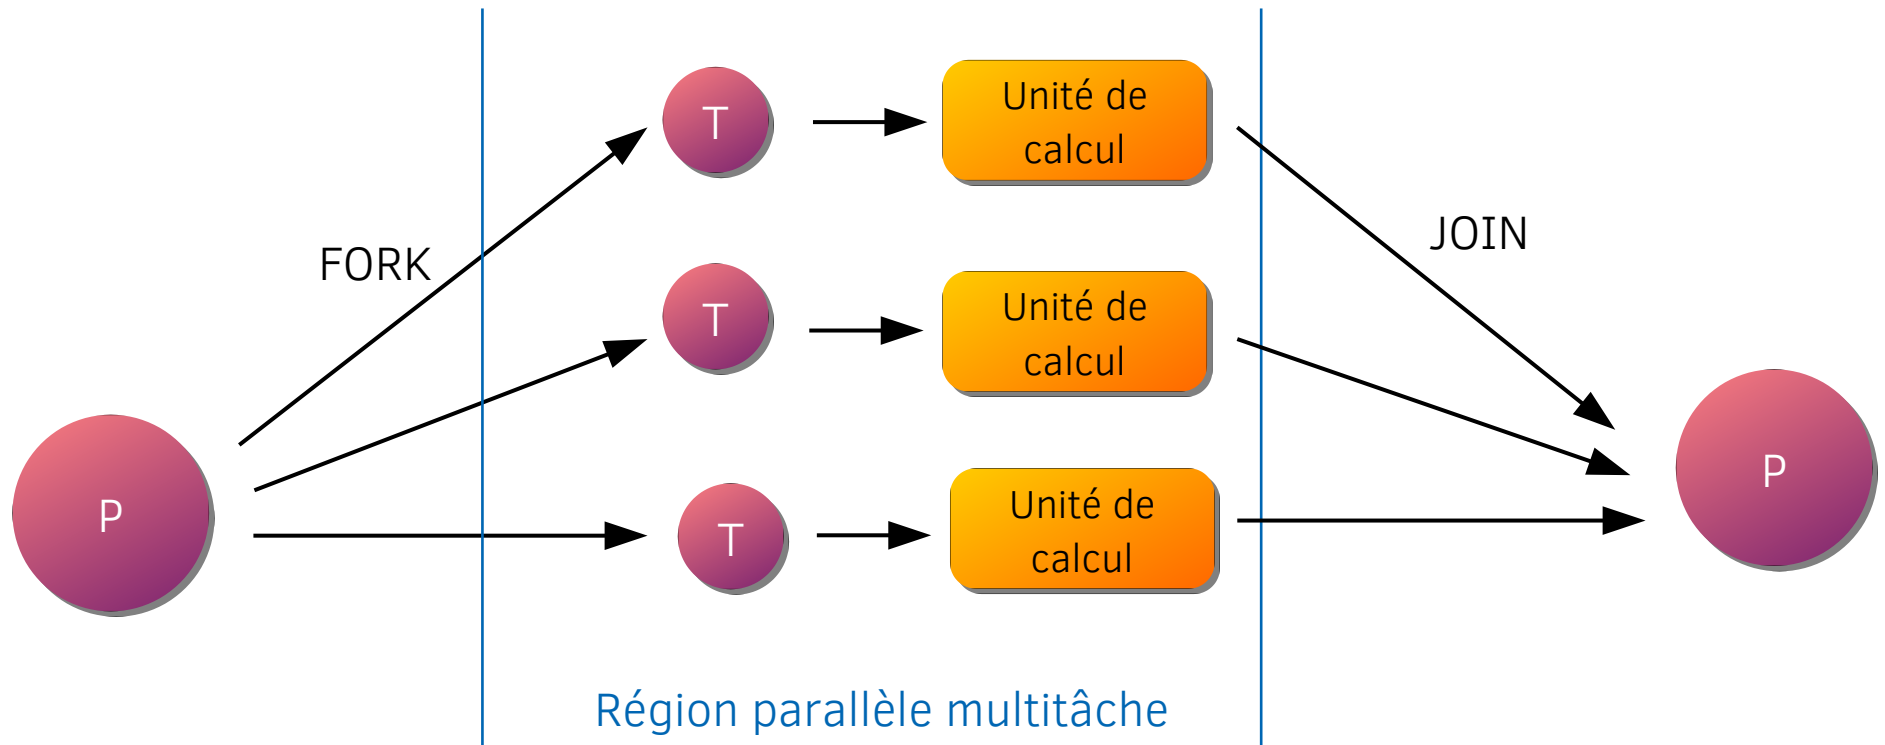 T
Unité de
calcul
FORK
JOIN
T
Unité de
calcul
P
P
T
Unité de
calcul
Région parallèle multitâche